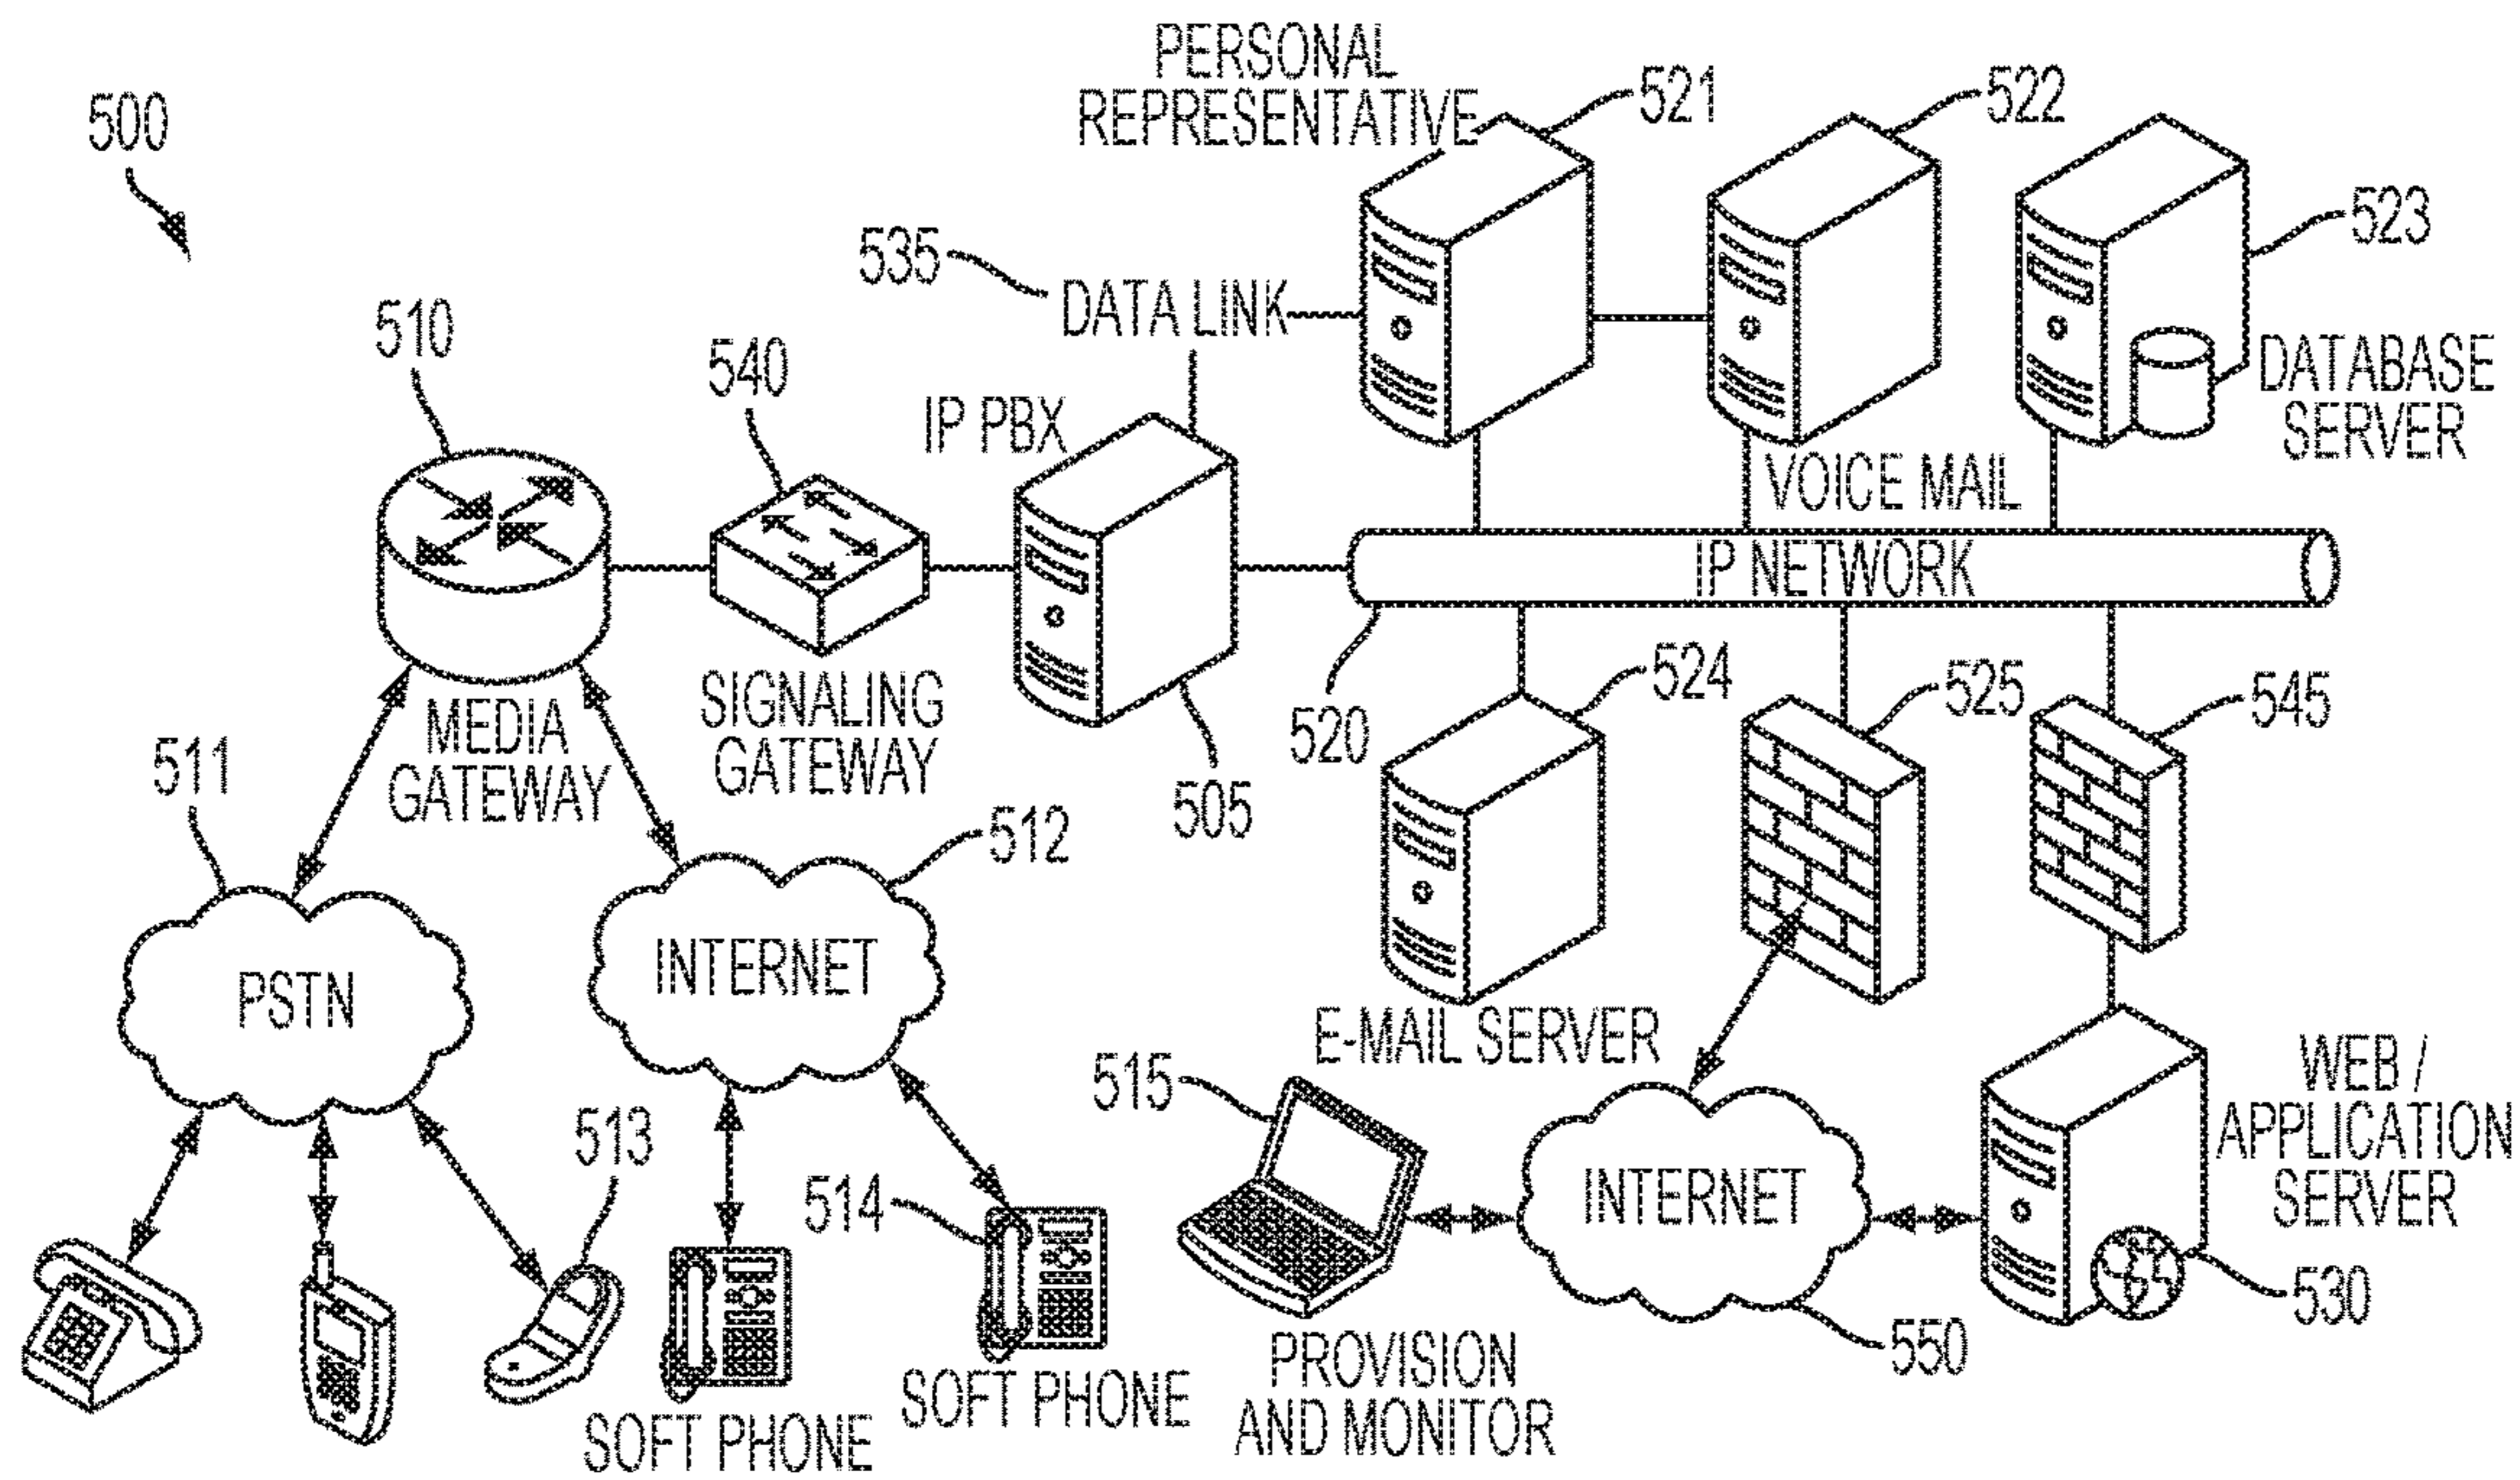 PERSONAL
REPRESENTATIVE
521
522
500
523
535
DATA LINK
510
540
IP PBX
DATABASE
SERVER
VOICE MAIL
IP NETWORK
SIGNALING
GATEWAY
MEDIA
GATEWAY
524
525
545
520
505
511
512
PSTN
INTERNET
E-MAIL SERVER
515
513
514
WEB /
APPLICATION
SERVER
INTERNET
530
550
SOFT PHONE
SOFT PHONE
PROVISION
AND MONITOR